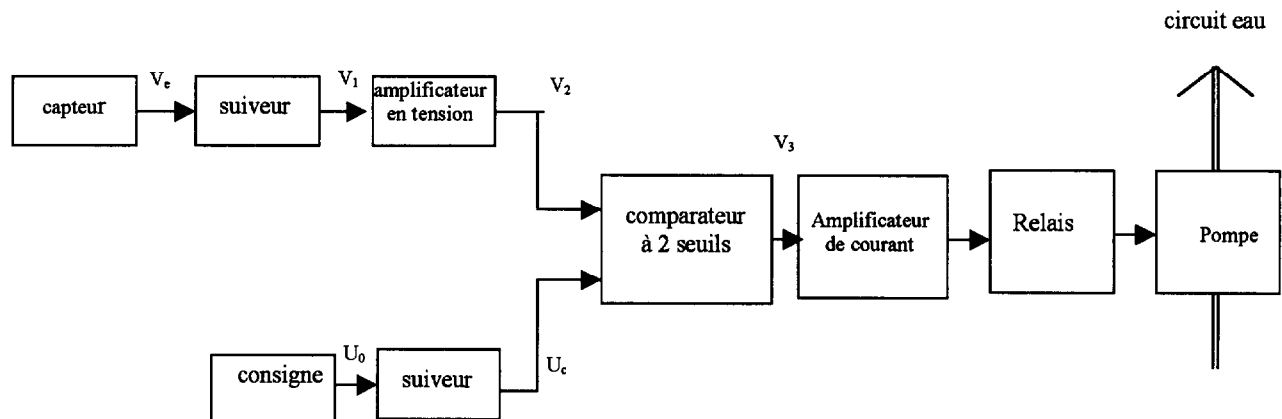 circuit eau
capteur
Ve
suiveur
V1
amplificateur
en tension
V2
comparateur
à 2 seuils
V3
Amplificateur
de courant
Relais
Pompe
consigne
U0
suiveur
Uc